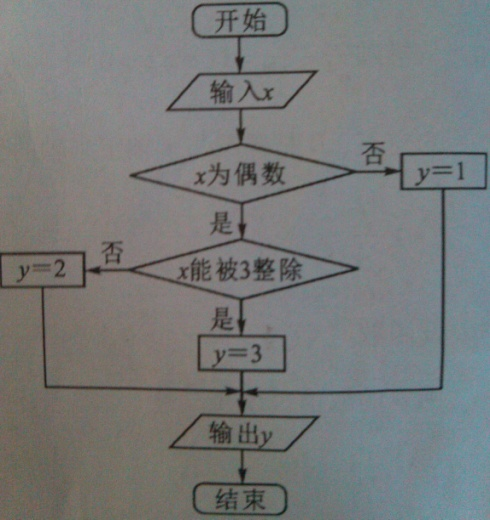 开始
输入x
x为偶数
否
y=1
是
x能被3整除
否
y=2
是
y=3
输出y
结束